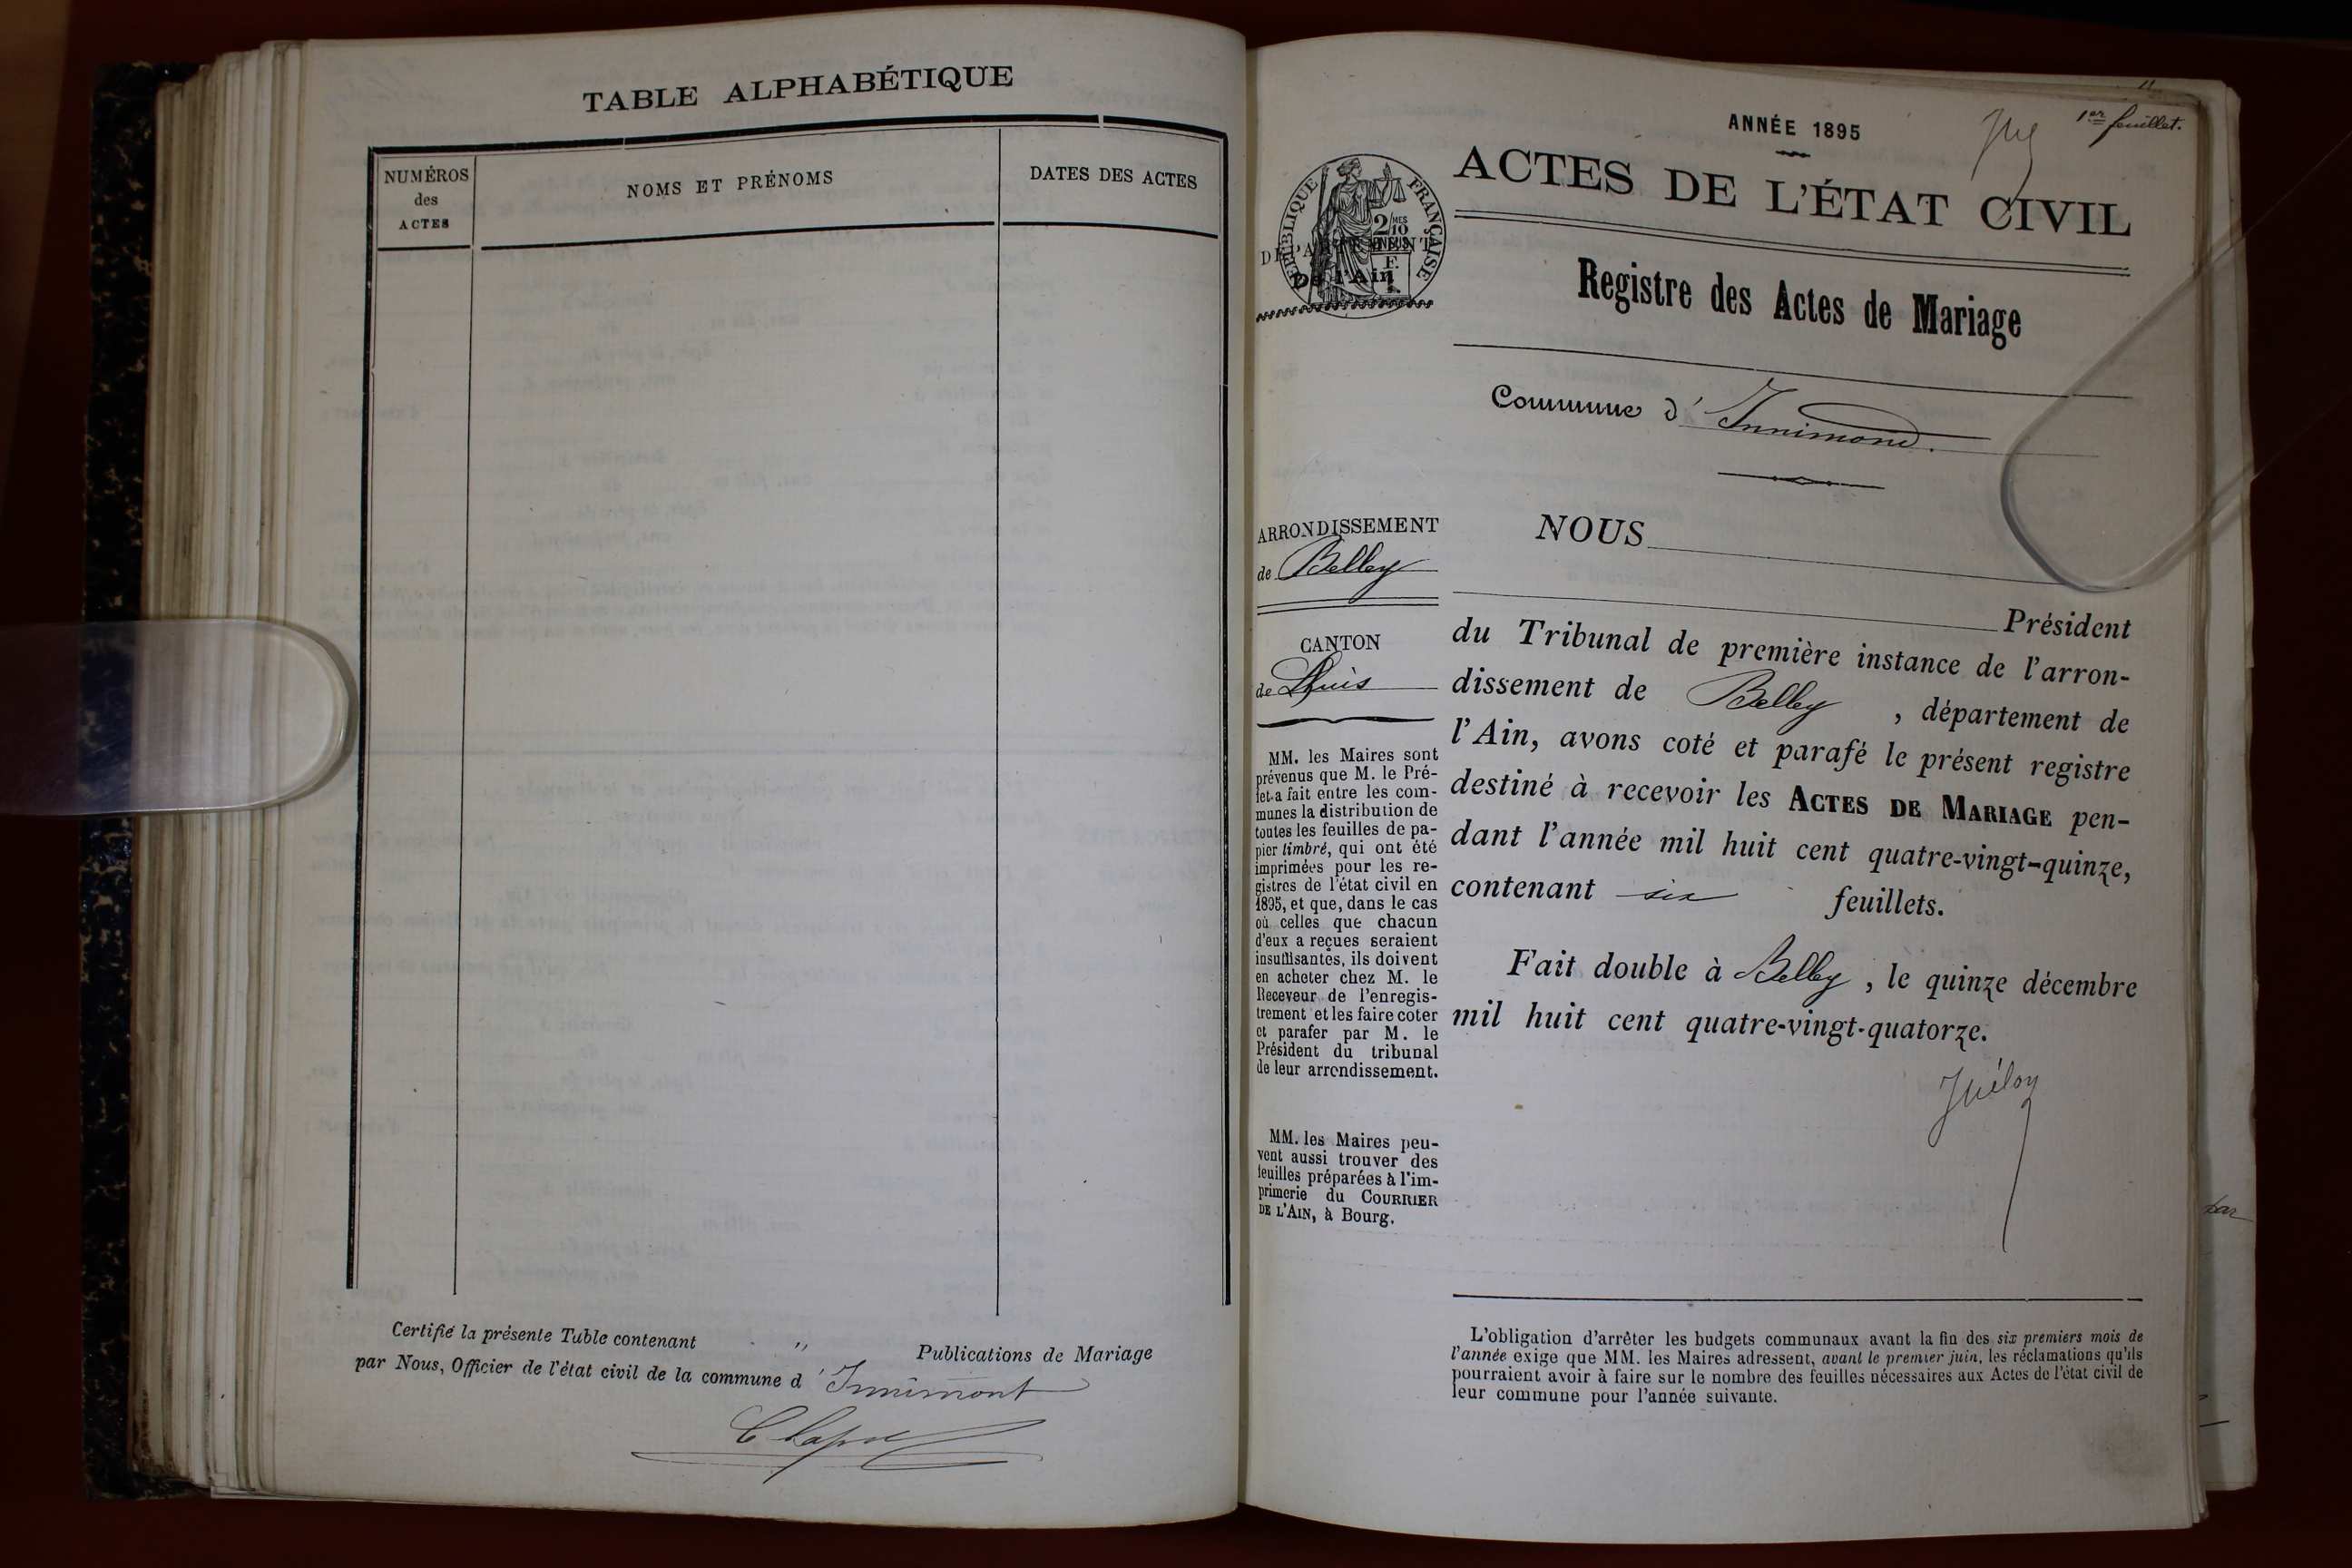 TABLE ALPHABÉTIQUE
NUMÉROS
des
ACTES
NOMS ET PRÉNOMS
DATES DES ACTES
Certifié la présente Table contenant " Publications de Mariage
par Nous, Officier de l'état civil de la commune d'Innimont
1er feuillet.
ANNÉE 1895
ACTES DE L'ÉTAT CIVIL
RÉPUBLIQUE FRANÇAISE
2/10 MES
EN SUS
DÉPARTEMENT
De l'Ain
Registre des Actes de Mariage
Commune d'Innimond.
ARRONDISSEMENT
de Belley
CANTON
de Lhuis
MM. les Maires sont
prévenus que M. le Pré-
fet a fait entre les com-
munes la distribution de
toutes les feuilles de pa-
pier timbré, qui ont été
imprimées pour les re-
gistres de l'état civil en
1895, et que, dans le cas
où celles que chacun
d'eux a reçues seraient
insuffisantes, ils doivent
en acheter chez M. le
Receveur de l'enregis-
trement et les faire coter
et parafer par M. le
Président du tribunal
de leur arrondissement.
MM. les Maires peu-
vent aussi trouver des
feuilles préparées à l'im-
primerie du COURRIER
DE L'AIN, à Bourg.
NOUS
Président
du Tribunal de première instance de l'arron-
dissement de Belley, département de
l'Ain, avons coté et parafé le présent registre
destiné à recevoir les ACTES DE MARIAGE pen-
dant l'année mil huit cent quatre-vingt-quinze,
contenant six feuillets.
Fait double à Belley, le quinze décembre
mil huit cent quatre-vingt-quatorze.
L'obligation d'arrêter les budgets communaux avant la fin des six premiers mois de
l'année exige que MM. les Maires adressent, avant le premier juin, les réclamations qu'ils
pourraient avoir à faire sur le nombre des feuilles nécessaires aux Actes de l'état civil de
leur commune pour l'année suivante.